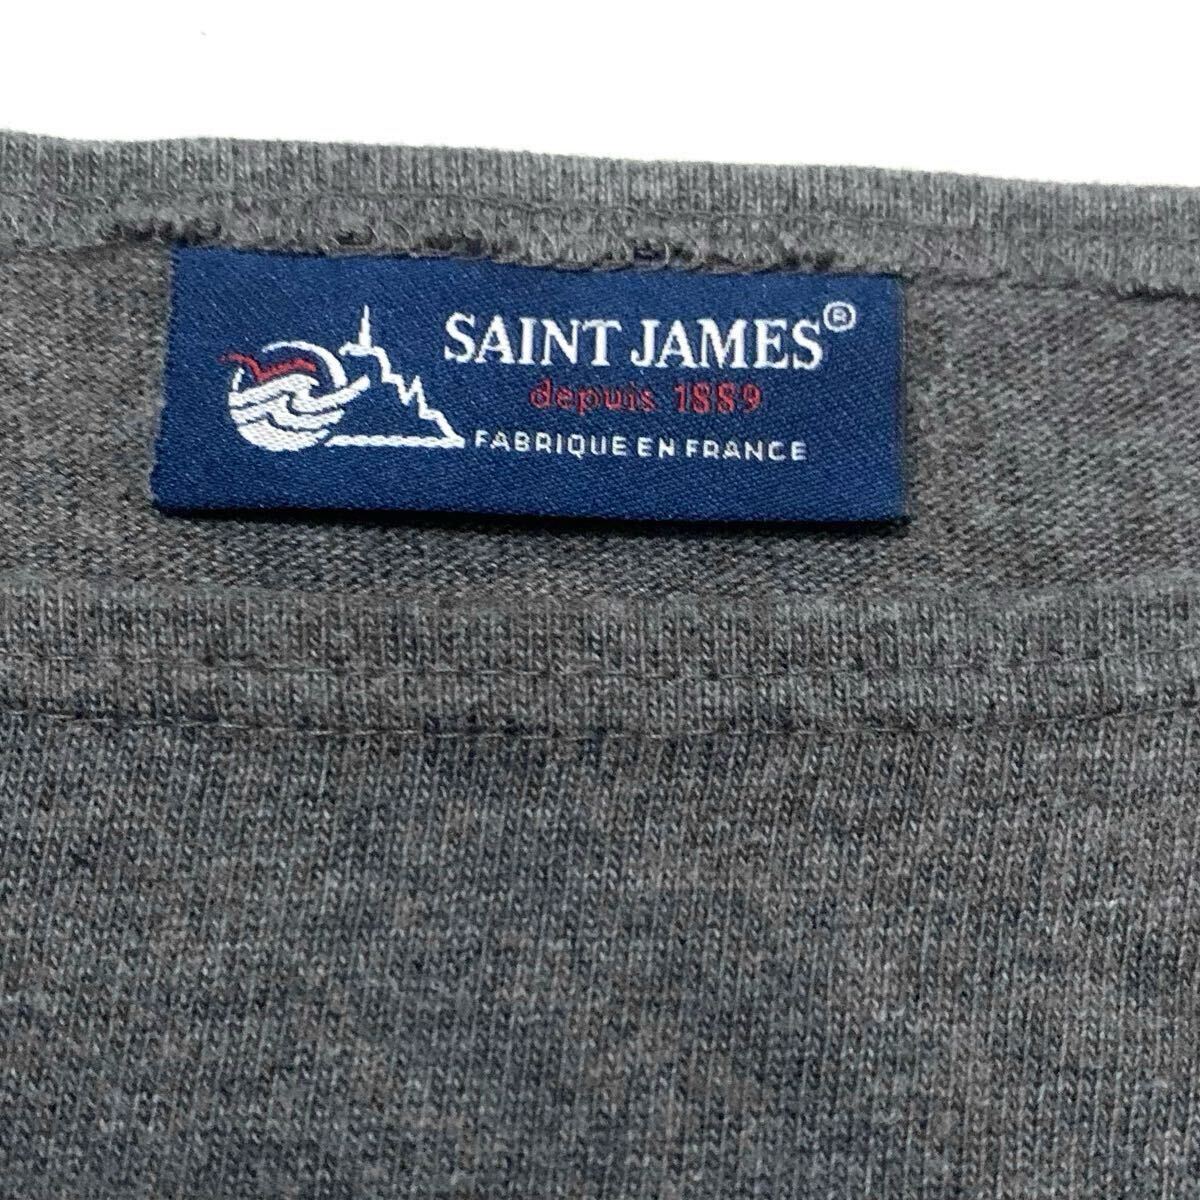 SAINT JAMES®
depuis 1889
FABRIQUE EN FRANCE